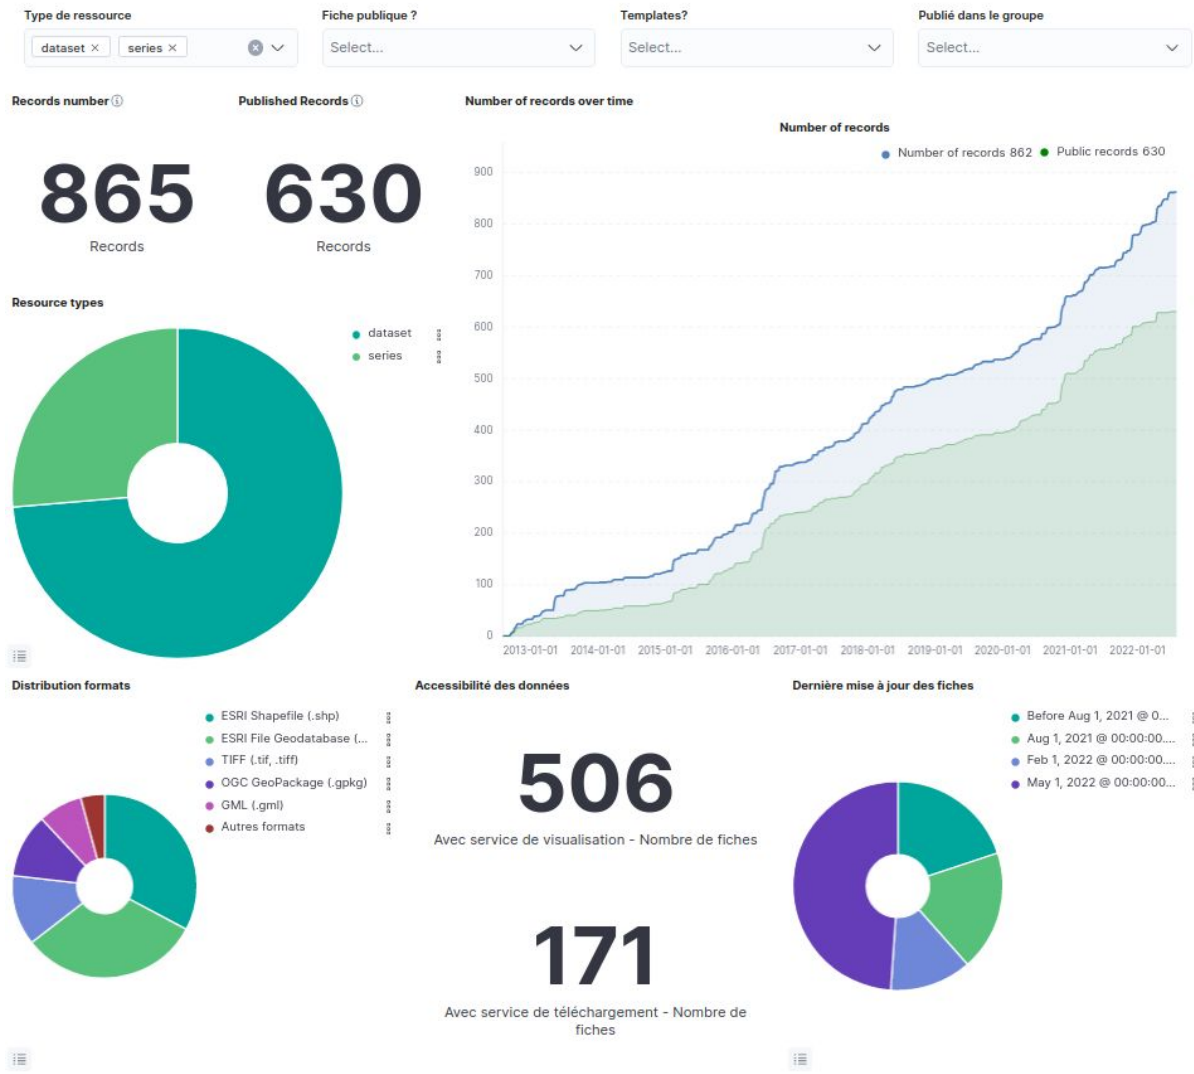 Type de ressource
Fiche publique ?
Templates?
Publié dans le groupe
dataset ×
series ×
Select...
Select...
Select...
Records number
Published Records
Number of records over time
865
Records
630
Records
Number of records
Number of records 862
Public records 630
900
800
700
600
500
400
300
200
100
0
2013-01-01
2014-01-01
2015-01-01
2016-01-01
2017-01-01
2018-01-01
2019-01-01
2020-01-01
2021-01-01
2022-01-01
Resource types
dataset
series
Distribution formats
ESRI Shapefile (.shp)
ESRI File Geodatabase (...
TIFF (.tif, .tiff)
OGC GeoPackage (.gpkg)
GML (.gml)
Autres formats
Accessibilité des données
506
Avec service de visualisation - Nombre de fiches
171
Avec service de téléchargement - Nombre de
fiches
Dernière mise à jour des fiches
Before Aug 1, 2021 @ 0...
Aug 1, 2021 @ 00:00:00....
Feb 1, 2022 @ 00:00:00....
May 1, 2022 @ 00:00:00...